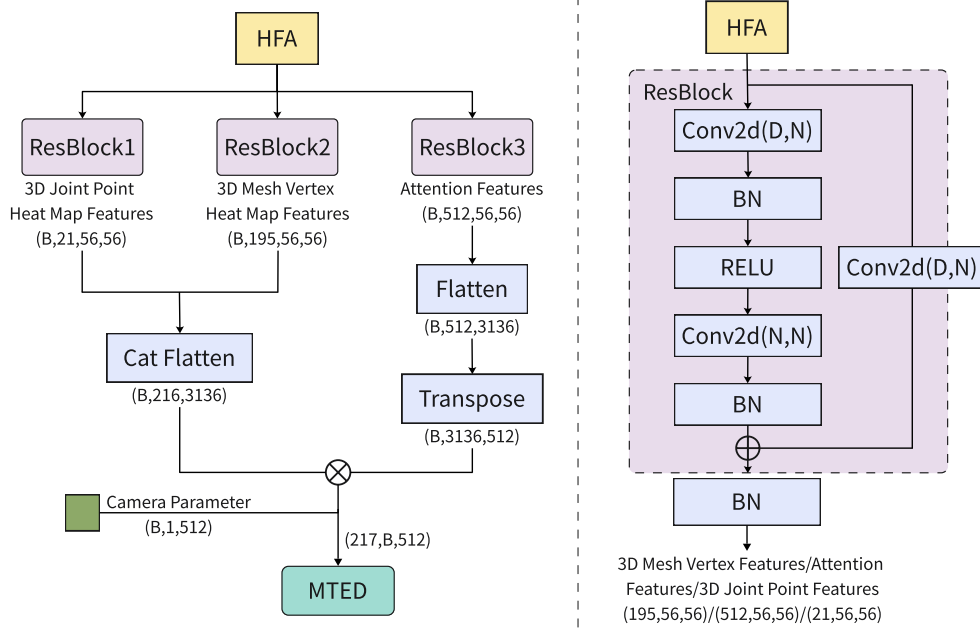 HFA
ResBlock1
ResBlock2
ResBlock3
3D Joint Point
Heat Map Features
(B,21,56,56)
3D Mesh Vertex
Heat Map Features
(B,195,56,56)
Attention Features
(B,512,56,56)
Flatten
(B,512,3136)
Cat Flatten
(B,216,3136)
Transpose
(B,3136,512)
Camera Parameter
(B,1,512)
(217,B,512)
MTED
HFA
ResBlock
Conv2d(D,N)
BN
RELU
Conv2d(D,N)
Conv2d(N,N)
BN
BN
3D Mesh Vertex Features/Attention
Features/3D Joint Point Features
(195,56,56)/(512,56,56)/(21,56,56)